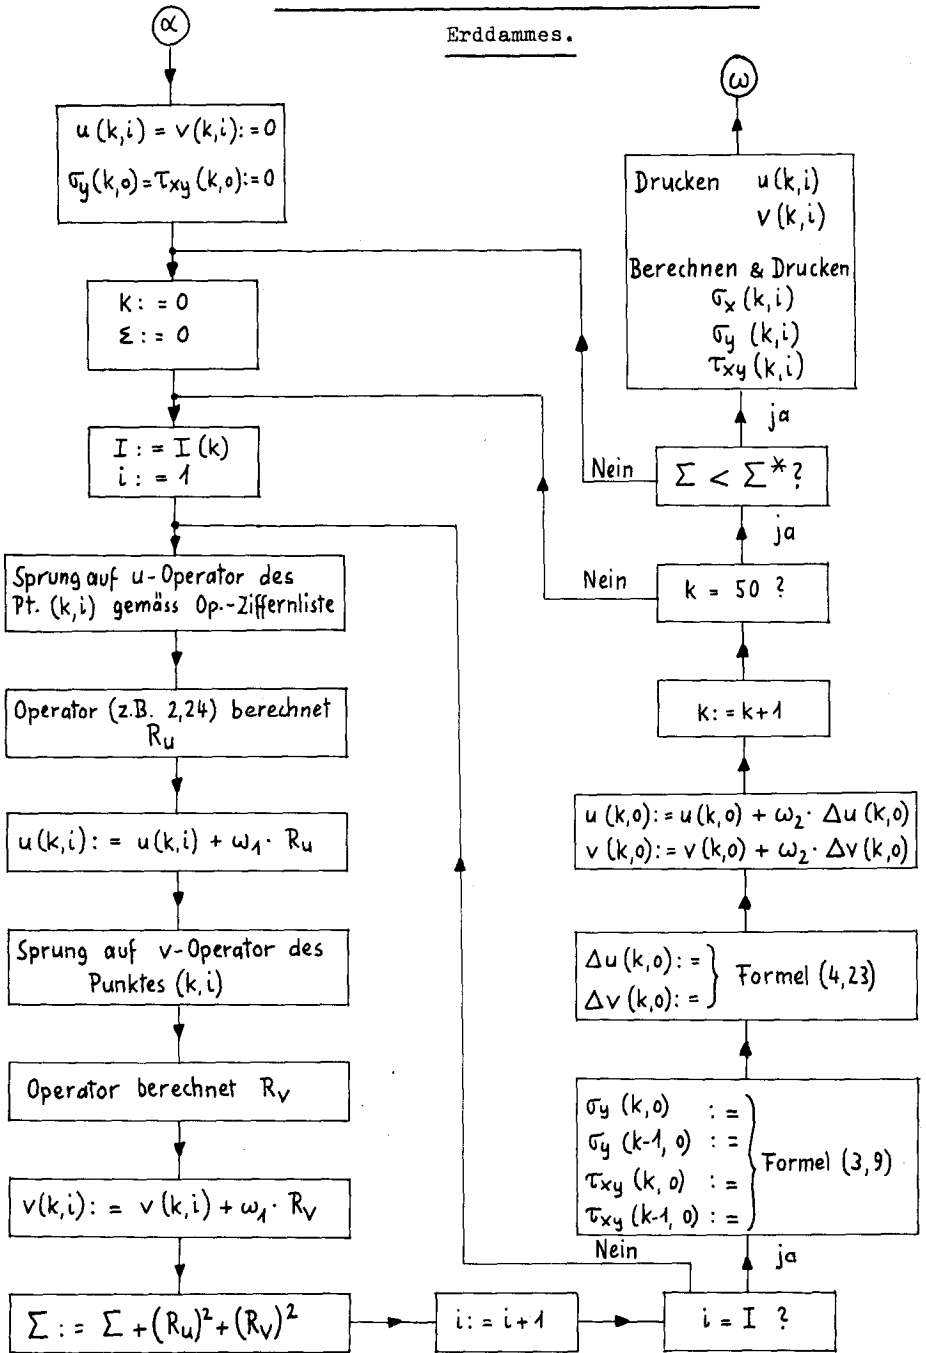 Erddammes.
α
u(k,i) = v(k,i):=0
σy(k,0)=τxy(k,0):=0
k: = 0
Σ: = 0
I: = I(k)
i: = 1
Sprung auf u-Operator des
Pt. (k,i) gemäss Op.-Ziffernliste
Operator (z.B. 2,24) berechnet
Ru
u(k,i): = u(k,i) + ω1· Ru
Sprung auf v-Operator des
Punktes (k,i)
Operator berechnet Rv
v(k,i): = v(k,i) + ω1· Rv
Σ := Σ + (Ru)² + (Rv)²
i: = i+1
i = I ?
Nein
ja
σy (k,0) :=
σy (k-1, 0) :=
τxy (k, 0) :=
τxy (k-1, 0) :=
Formel (3,9)
Δu (k,0): =
Δv (k,0): =
Formel (4,23)
u (k,0): = u(k,0) + ω2· Δu (k,0)
v (k,0): = v(k,0) + ω2· Δv (k,0)
k: = k+1
k = 50 ?
Nein
ja
Σ < Σ*?
Nein
ja
Drucken u(k,i)
v(k,i)
Berechnen & Drucken
σx (k,i)
σy (k,i)
τxy (k,i)
ω